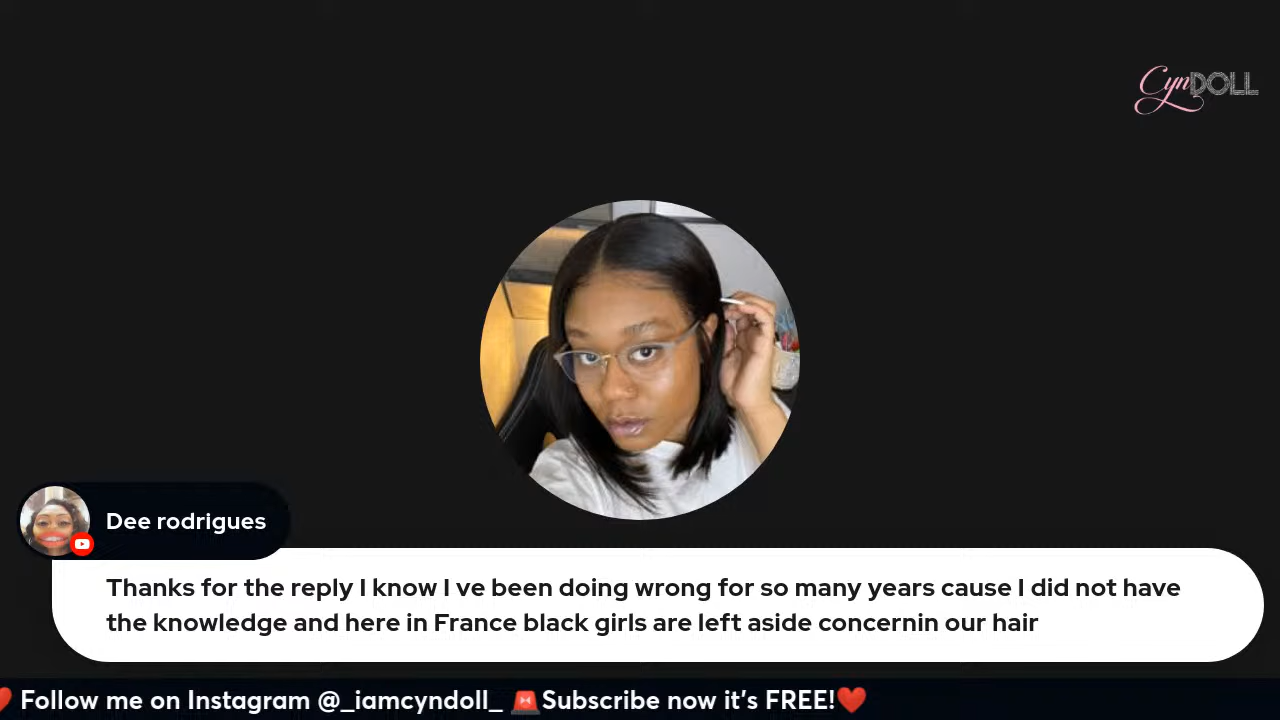 CynDOLL
Dee rodrigues
Thanks for the reply I know I ve been doing wrong for so many years cause I did not have
the knowledge and here in France black girls are left aside concernin our hair
❤️ Follow me on Instagram @_iamcyndoll_ 🚨Subscribe now it's FREE!❤️